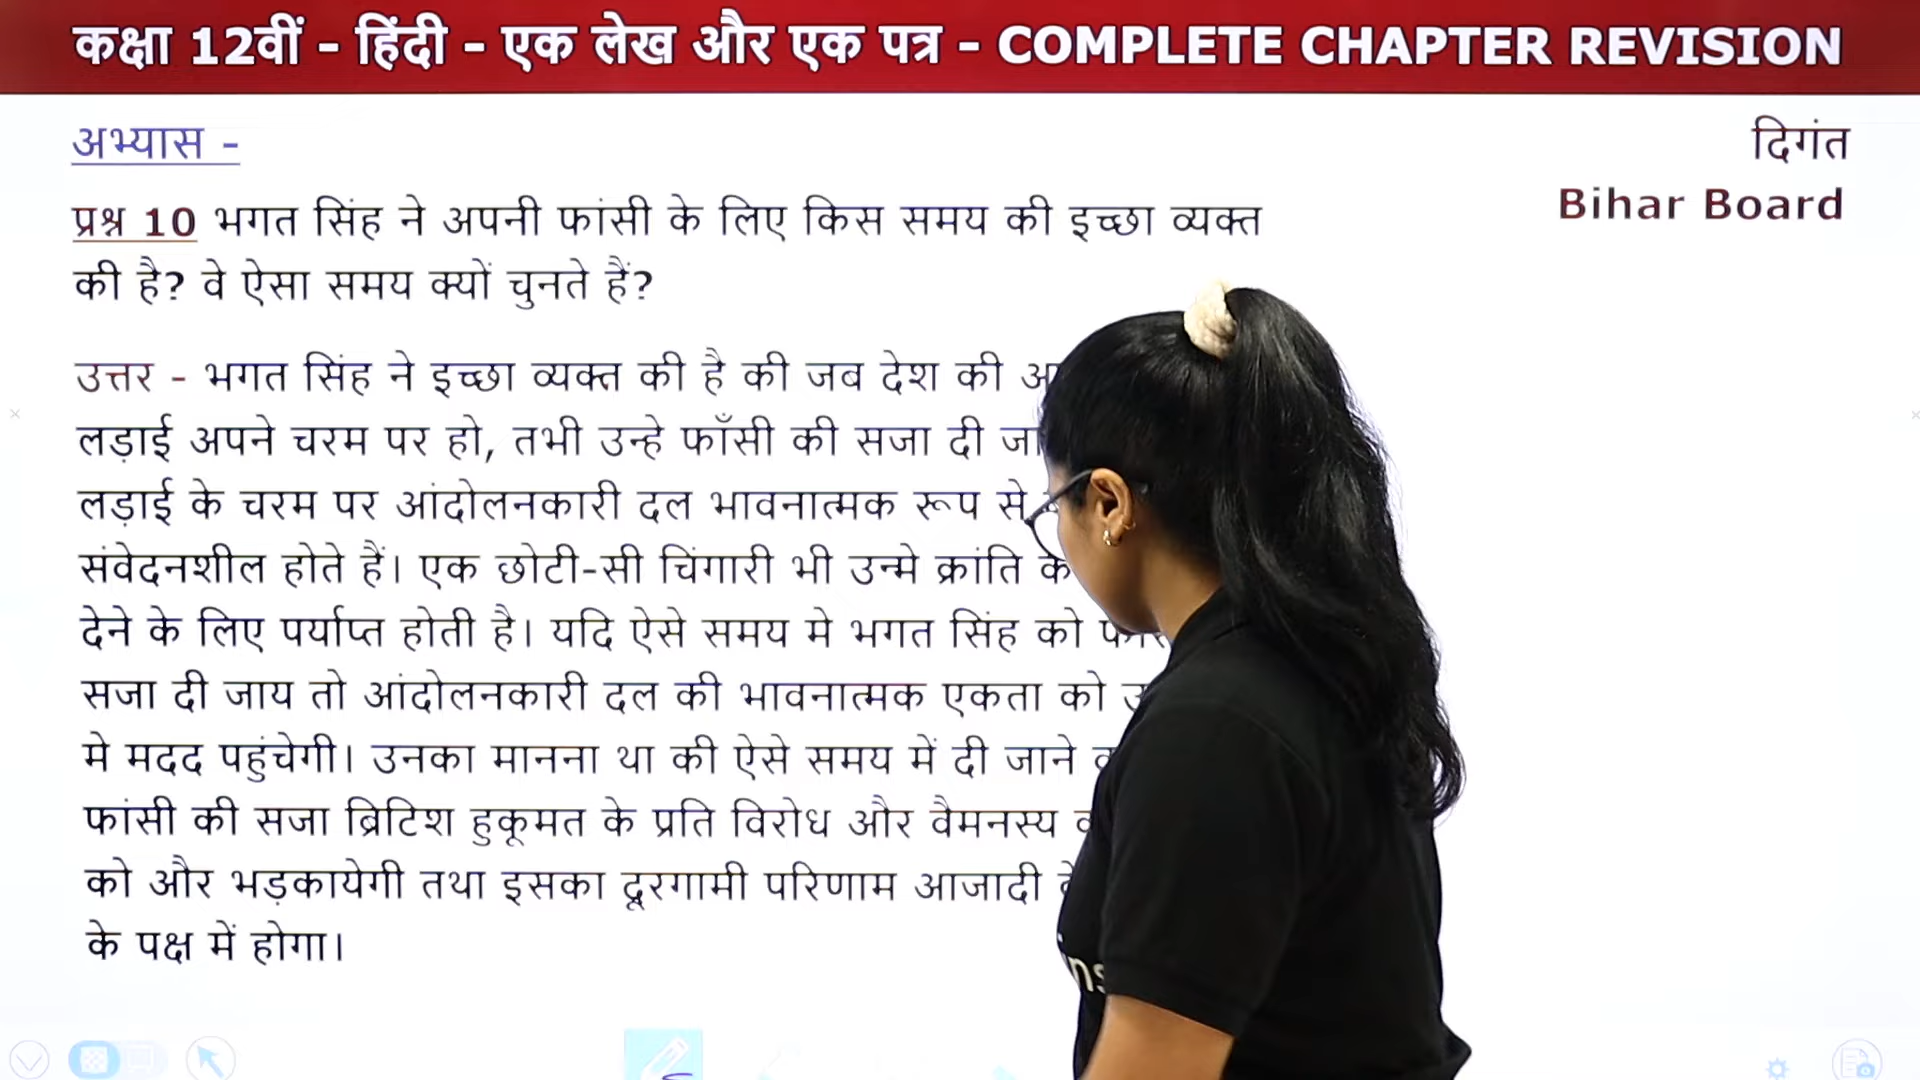 कक्षा 12वीं - हिंदी - एक लेख और एक पत्र - COMPLETE CHAPTER REVISION
अभ्यास -
दिगंत
Bihar Board
प्रश्न 10 भगत सिंह ने अपनी फांसी के लिए किस समय की इच्छा व्यक्त
की है? वे ऐसा समय क्यों चुनते हैं?
उत्तर - भगत सिंह ने इच्छा व्यक्त की है की जब देश की
लड़ाई अपने चरम पर हो, तभी उन्हे फाँसी की सजा दी
लड़ाई के चरम पर आंदोलनकारी दल भावनात्मक रूप से
संवेदनशील होते हैं। एक छोटी-सी चिंगारी भी उन्मे क्रांति
देने के लिए पर्याप्त होती है। यदि ऐसे समय मे भगत सिंह को
सजा दी जाय तो आंदोलनकारी दल की भावनात्मक एकता को
मे मदद पहुंचेगी। उनका मानना था की ऐसे समय में दी जाने
फांसी की सजा ब्रिटिश हुकूमत के प्रति विरोध और वैमनस्य
को और भड़कायेगी तथा इसका दूरगामी परिणाम आजादी
के पक्ष में होगा।